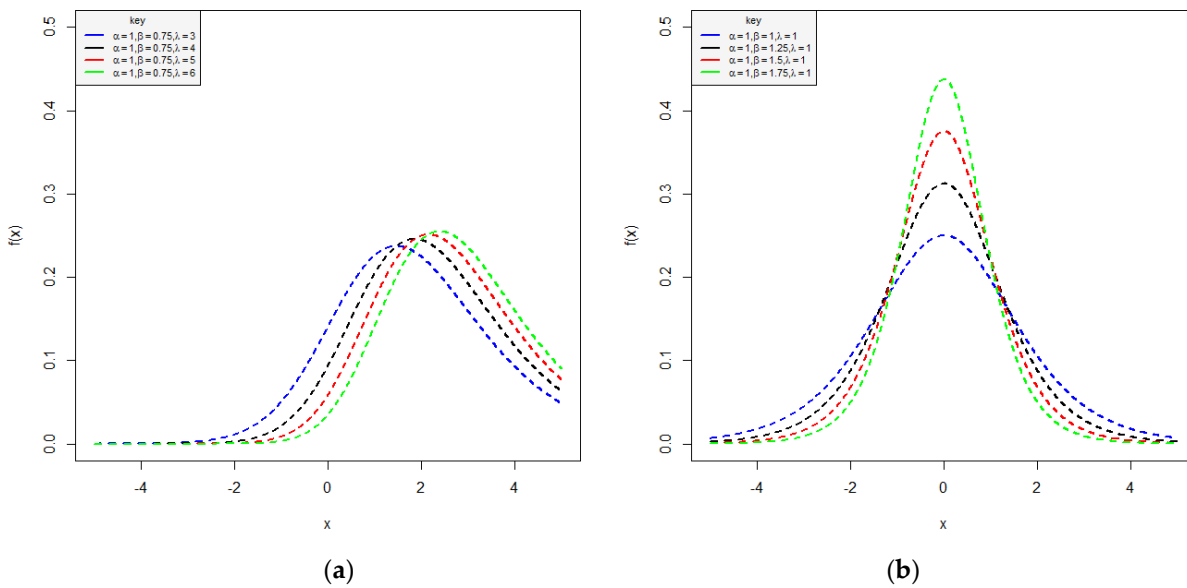 key
α=1,β=0.75,λ=3
α=1,β=0.75,λ=4
α=1,β=0.75,λ=5
α=1,β=0.75,λ=6
f(x)
0.5
0.4
0.3
0.2
0.1
0.0
-4 -2 0 2 4
x
(a)
key
α=1,β=1,λ=1
α=1,β=1.25,λ=1
α=1,β=1.5,λ=1
α=1,β=1.75,λ=1
f(x)
0.5
0.4
0.3
0.2
0.1
0.0
-4 -2 0 2 4
x
(b)